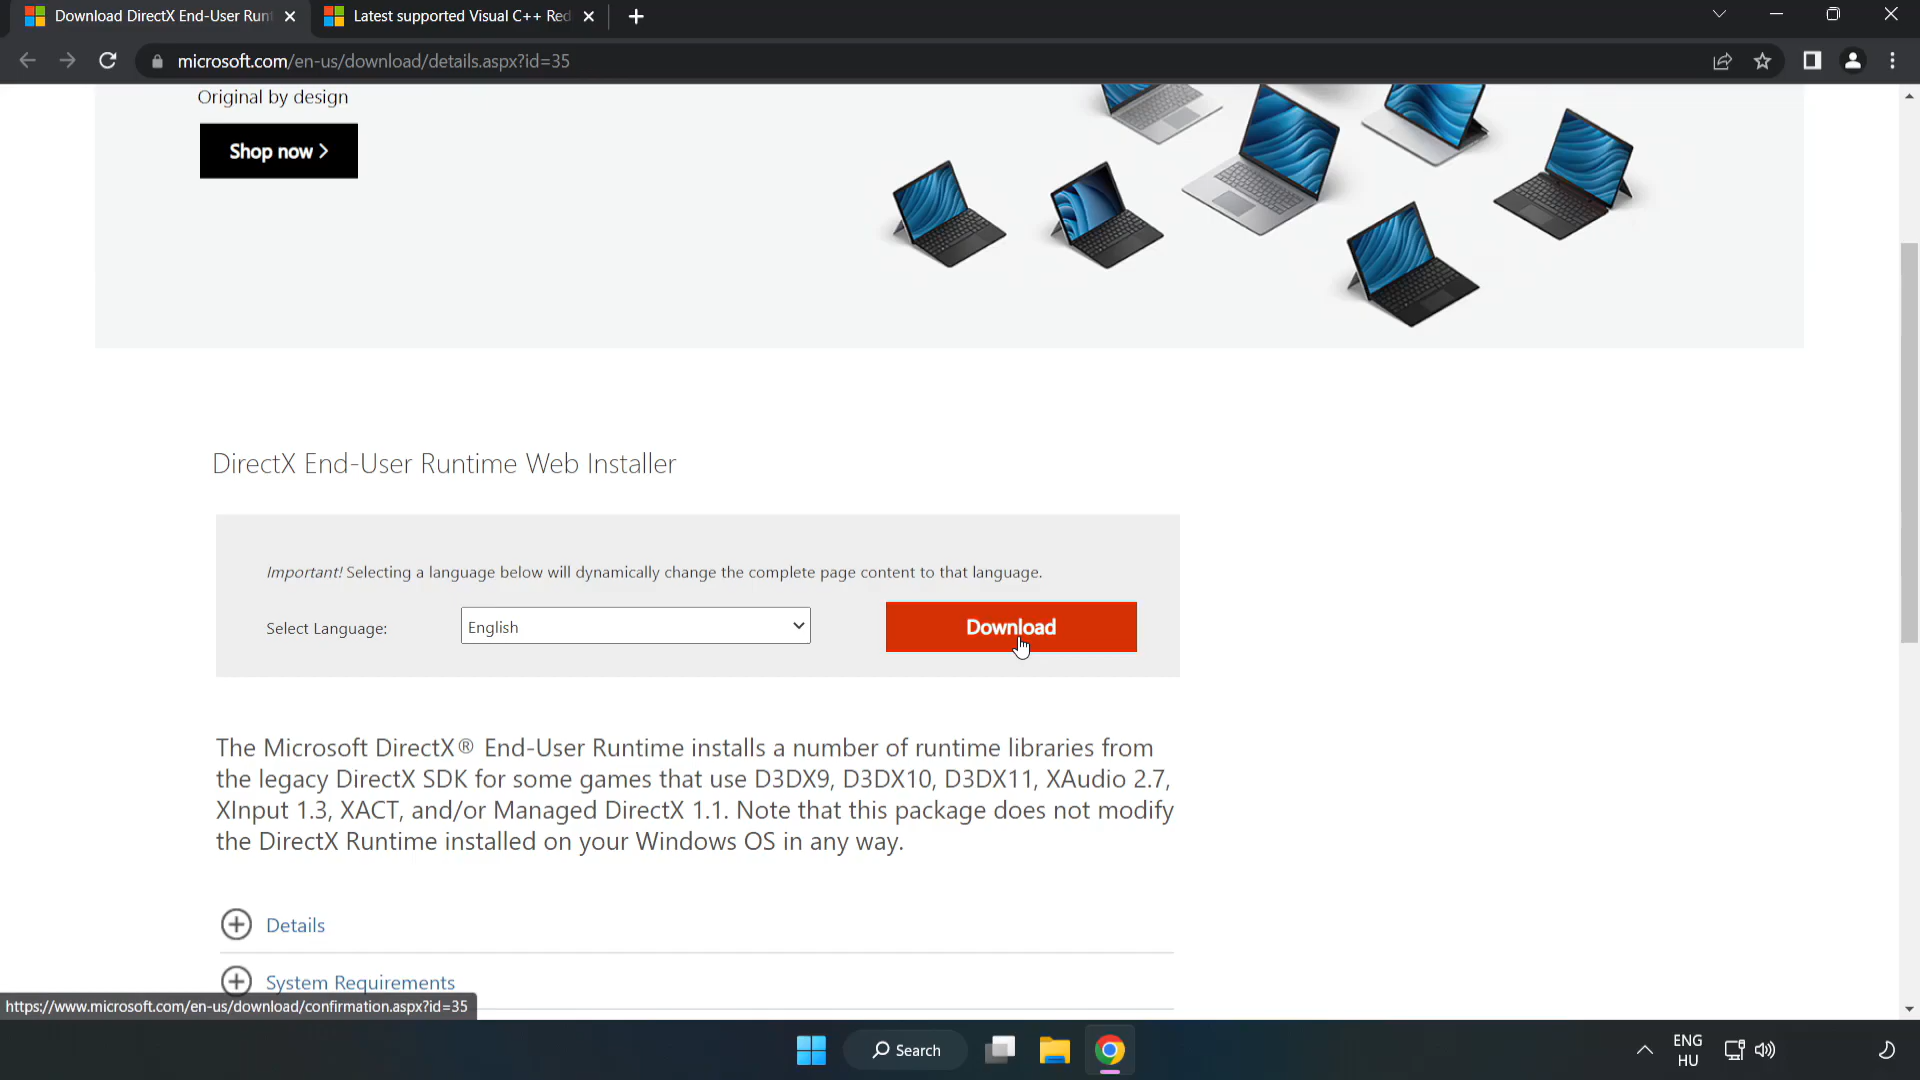 Download DirectX End-User Runt
Latest supported Visual C++ Red
microsoft.com/en-us/download/details.aspx?id=35
Original by design
Shop now >
DirectX End-User Runtime Web Installer
Important! Selecting a language below will dynamically change the complete page content to that language.
Select Language:
English
Download
The Microsoft DirectX® End-User Runtime installs a number of runtime libraries from
the legacy DirectX SDK for some games that use D3DX9, D3DX10, D3DX11, XAudio 2.7,
XInput 1.3, XACT, and/or Managed DirectX 1.1. Note that this package does not modify
the DirectX Runtime installed on your Windows OS in any way.
Details
System Requirements
https://www.microsoft.com/en-us/download/confirmation.aspx?id=35
Search
ENG
HU